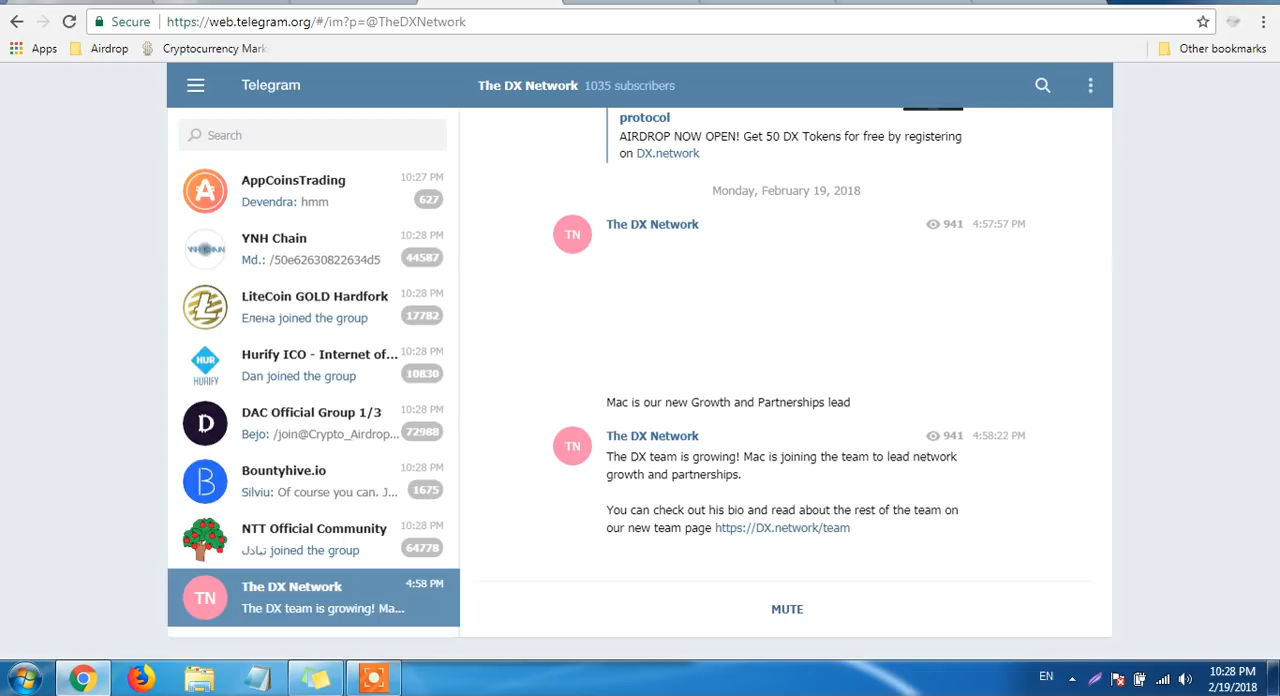 Secure https://web.telegram.org/#/im?p=@TheDXNetwork
Apps Airdrop Cryptocurrency Mark Other bookmarks
Telegram The DX Network 1035 subscribers
Search
AppCoinsTrading 10:27 PM
Devendra: hmm 627
YNH Chain 10:28 PM
Md.: /50e62630822634d5 44587
LiteCoin GOLD Hardfork 10:28 PM
Елена joined the group 17782
Hurify ICO - Internet of... 10:28 PM
Dan joined the group 10830
HUR
HURIFY
DAC Official Group 1/3 10:28 PM
Bejo: /join@Crypto_Airdrop... 72988
Bountyhive.io 10:28 PM
Silviu: Of course you can. J... 1675
NTT Official Community 10:28 PM
تبادل joined the group 64778
TN
The DX Network 4:58 PM
The DX team is growing! Ma...
protocol
AIRDROP NOW OPEN! Get 50 DX Tokens for free by registering
on DX.network
Monday, February 19, 2018
TN The DX Network 941 4:57:57 PM
Mac is our new Growth and Partnerships lead
TN The DX Network 941 4:58:22 PM
The DX team is growing! Mac is joining the team to lead network
growth and partnerships.
You can check out his bio and read about the rest of the team on
our new team page https://DX.network/team
MUTE
EN
10:28 PM
2/19/2018